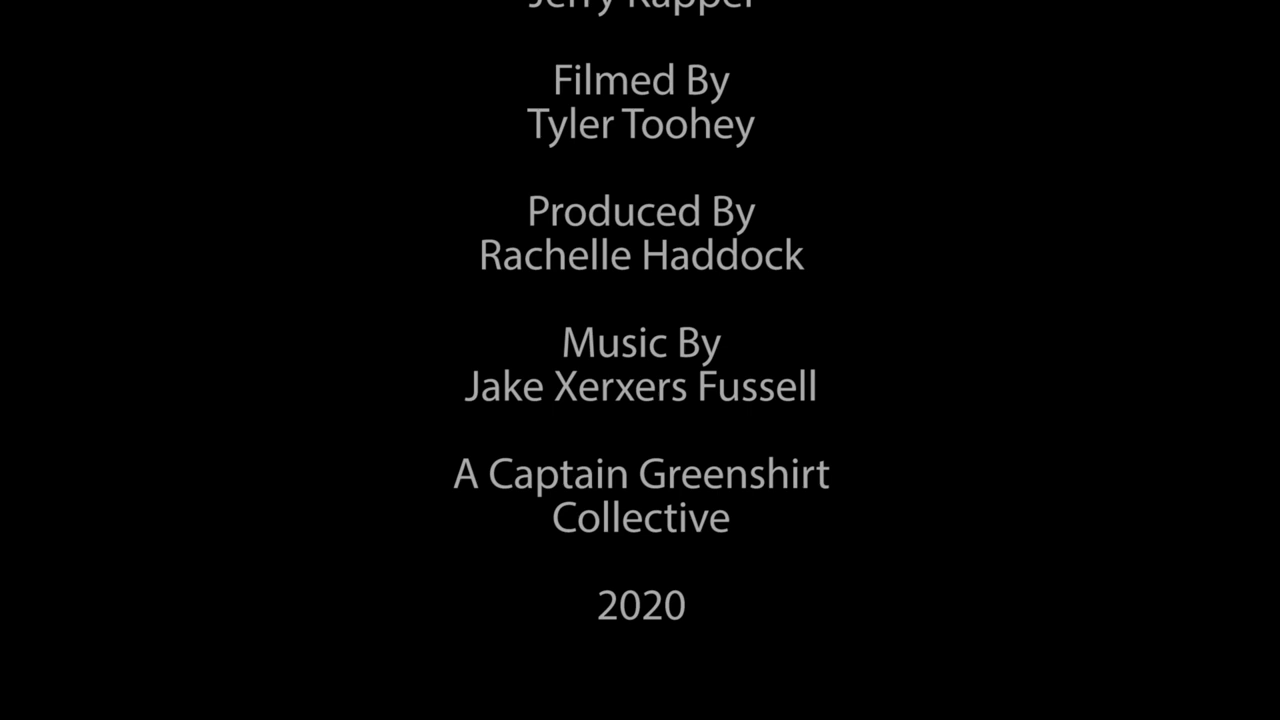 Filmed By
Tyler Toohey
Produced By
Rachelle Haddock
Music By
Jake Xerxers Fussell
A Captain Greenshirt
Collective
2020